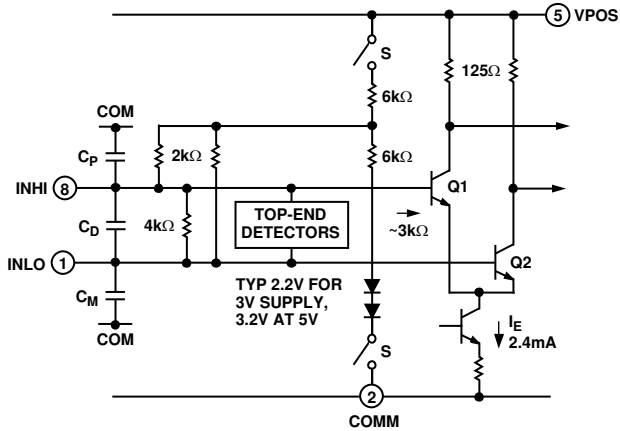 5 VPOS
S
125Ω
6kΩ
COM
CP
2kΩ
6kΩ
INHI 8
Q1
CD
4kΩ
TOP-END
DETECTORS
~3kΩ
INLO 1
Q2
CM
TYP 2.2V FOR
3V SUPPLY,
3.2V AT 5V
COM
S
IE
2.4mA
2
COMM